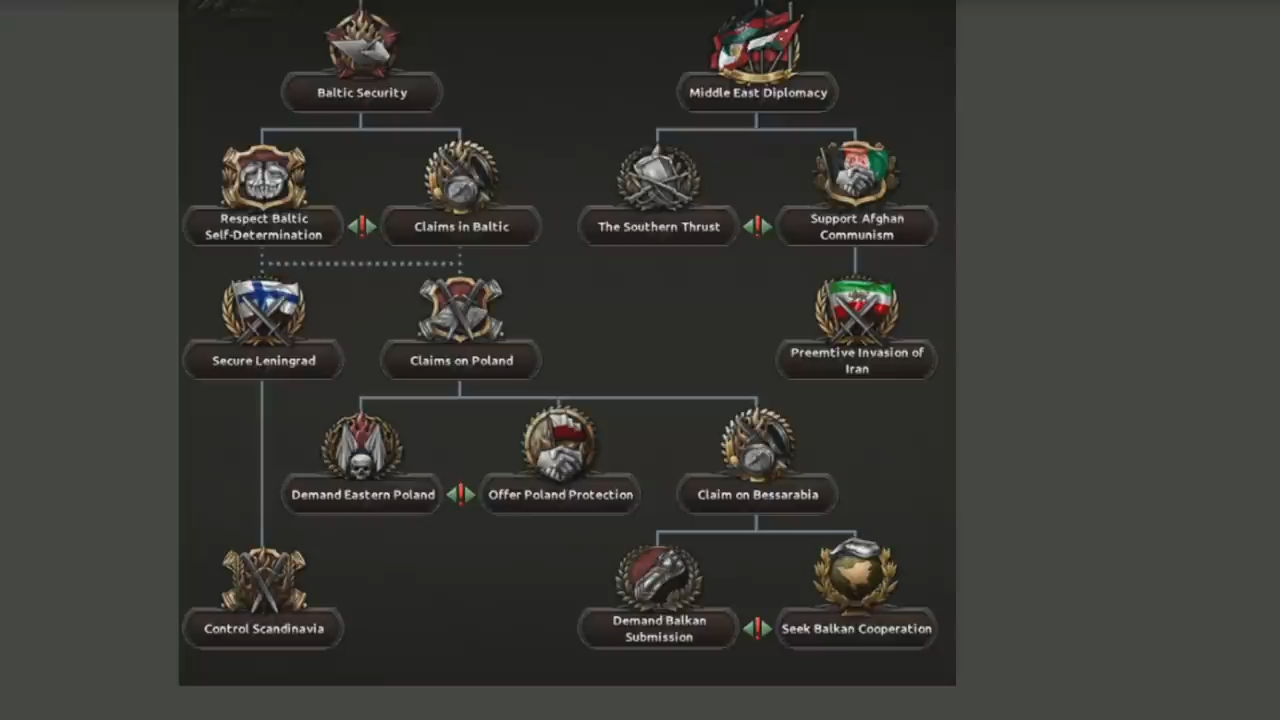 Baltic Security
Middle East Diplomacy
Respect Baltic
Self-Determination
Claims in Baltic
The Southern Thrust
Support Afghan
Communism
Secure Leningrad
Claims on Poland
Preemtive Invasion of
Iran
Demand Eastern Poland
Offer Poland Protection
Claim on Bessarabia
Control Scandinavia
Demand Balkan
Submission
Seek Balkan Cooperation